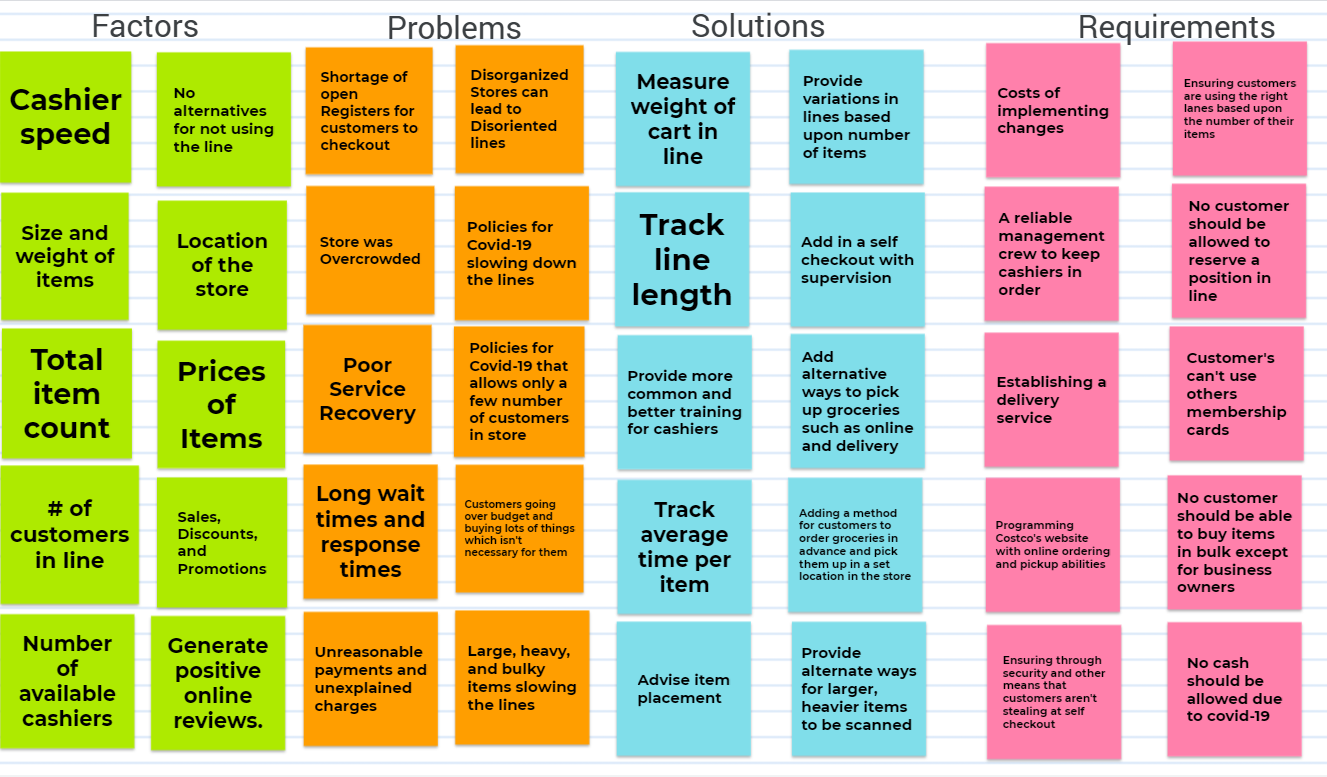 Factors
Problems
Solutions
Requirements
Cashier
speed
No
alternatives
for not using
the line
Size and
weight of
items
Location
of the
store
Total
item
count
Prices
of
Items
# of
customers
in line
Sales,
Discounts,
and
Promotions
Number
of
available
cashiers
Generate
positive
online
reviews.
Shortage of
open
Registers for
customers to
checkout
Disorganized
Stores can
lead to
Disoriented
lines
Store was
Overcrowded
Policies for
Covid-19
slowing down
the lines
Poor
Service
Recovery
Policies for
Covid-19 that
allows only a
few number
of customers
in store
Long wait
times and
response
times
Customers going
over budget and
buying lots of things
which isn't
necessary for them
Unreasonable
payments and
unexplained
charges
Large, heavy,
and bulky
items slowing
the lines
Measure
weight of
cart in
line
Provide
variations in
lines based
upon number
of items
Track
line
length
Add in a self
checkout with
supervision
Provide more
common and
better training
for cashiers
Add
alternative
ways to pick
up groceries
such as online
and delivery
Track
average
time per
item
Adding a method
for customers to
order groceries in
advance and pick
them up in a set
location in the store
Advise item
placement
Provide
alternate ways
for larger,
heavier items
to be scanned
Costs of
implementing
changes
Ensuring customers
are using the right
lanes based upon
the number of their
items
A reliable
management
crew to keep
cashiers in
order
No customer
should be
allowed to
reserve a
position in
line
Establishing a
delivery
service
Customer's
can't use
others
membership
cards
Programming
Costco's website
with online ordering
and pickup abilities
No customer
should be able
to buy items
in bulk except
for business
owners
Ensuring through
security and other
means that
customers aren't
stealing at self
checkout
No cash
should be
allowed due
to covid-19